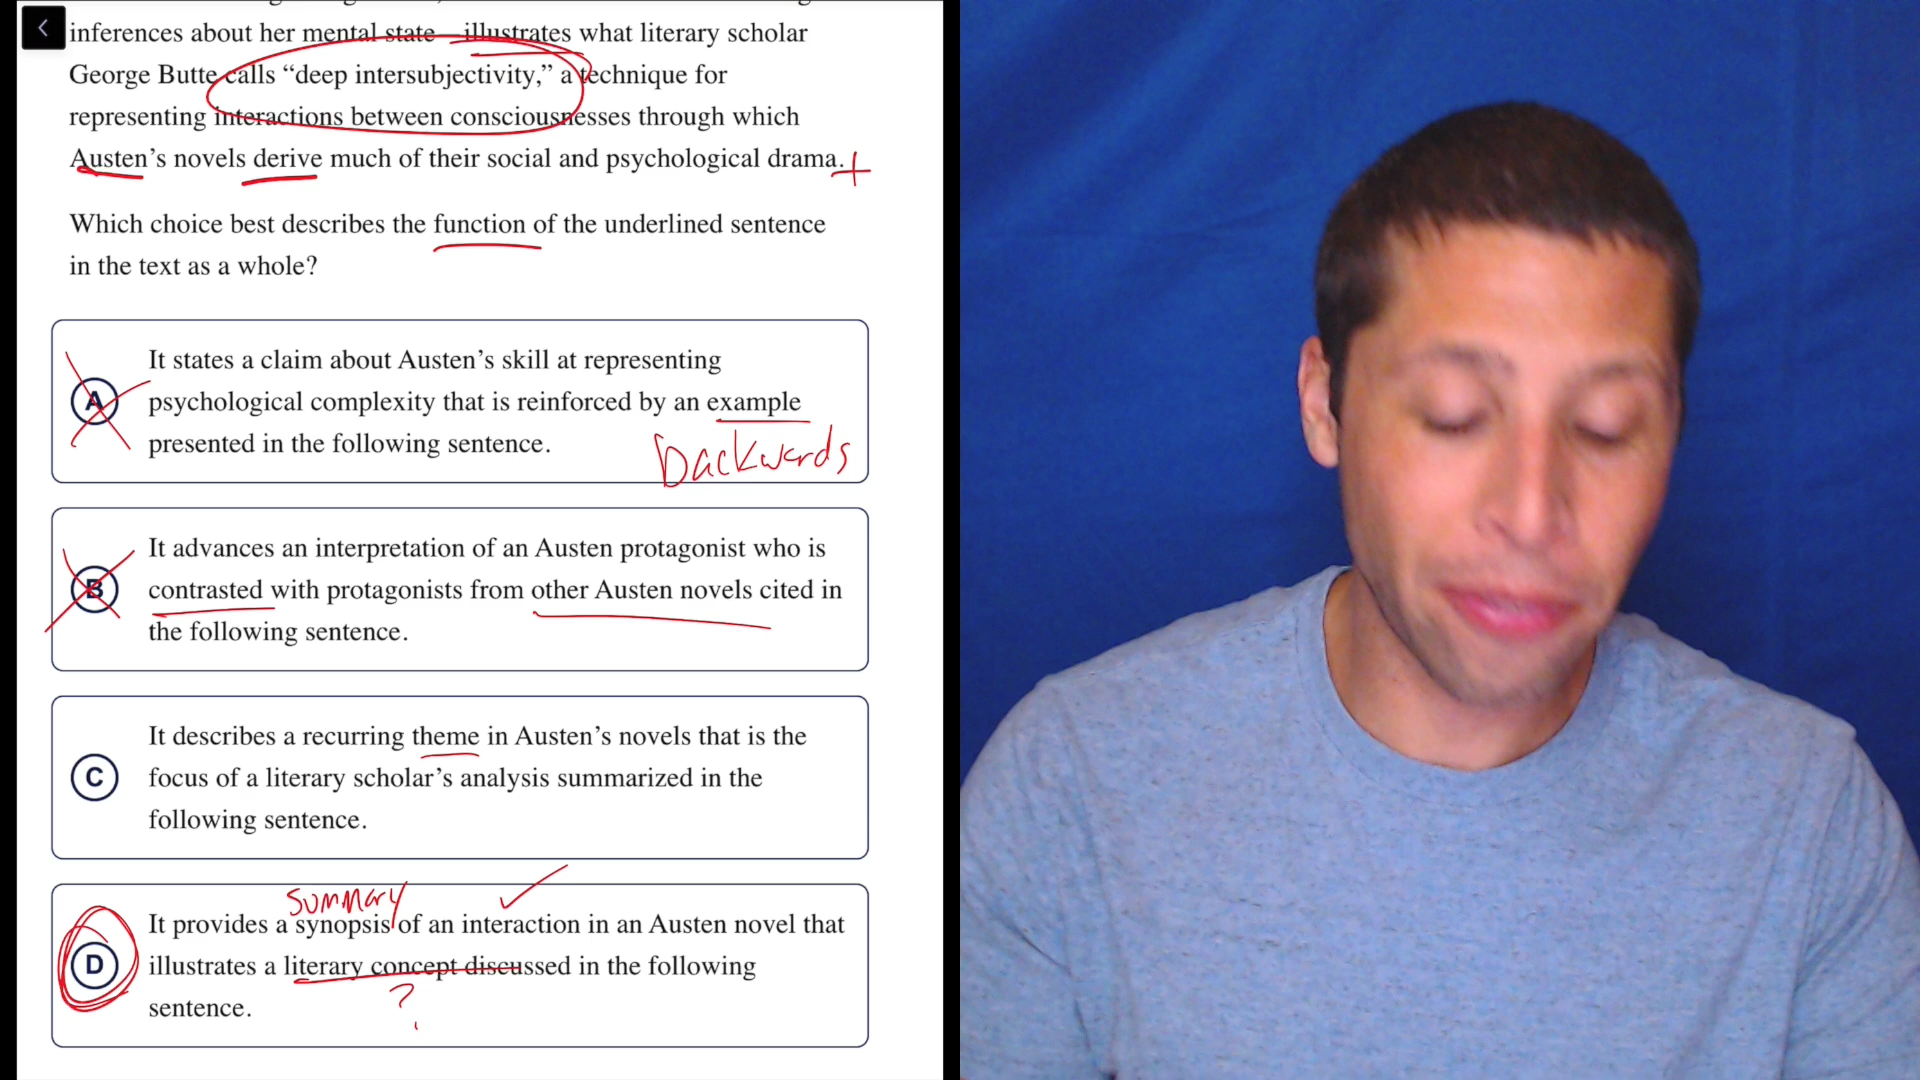 inferences about her mental state—illustrates what literary scholar
George Butte calls “deep intersubjectivity,” a technique for
representing interactions between consciousnesses through which
Austen’s novels derive much of their social and psychological drama.
Which choice best describes the function of the underlined sentence
in the text as a whole?
A
It states a claim about Austen’s skill at representing
psychological complexity that is reinforced by an example
presented in the following sentence.
backwards
B
It advances an interpretation of an Austen protagonist who is
contrasted with protagonists from other Austen novels cited in
the following sentence.
C
It describes a recurring theme in Austen’s novels that is the
focus of a literary scholar’s analysis summarized in the
following sentence.
summary
D
It provides a synopsis of an interaction in an Austen novel that
illustrates a literary concept discussed in the following
?
sentence.